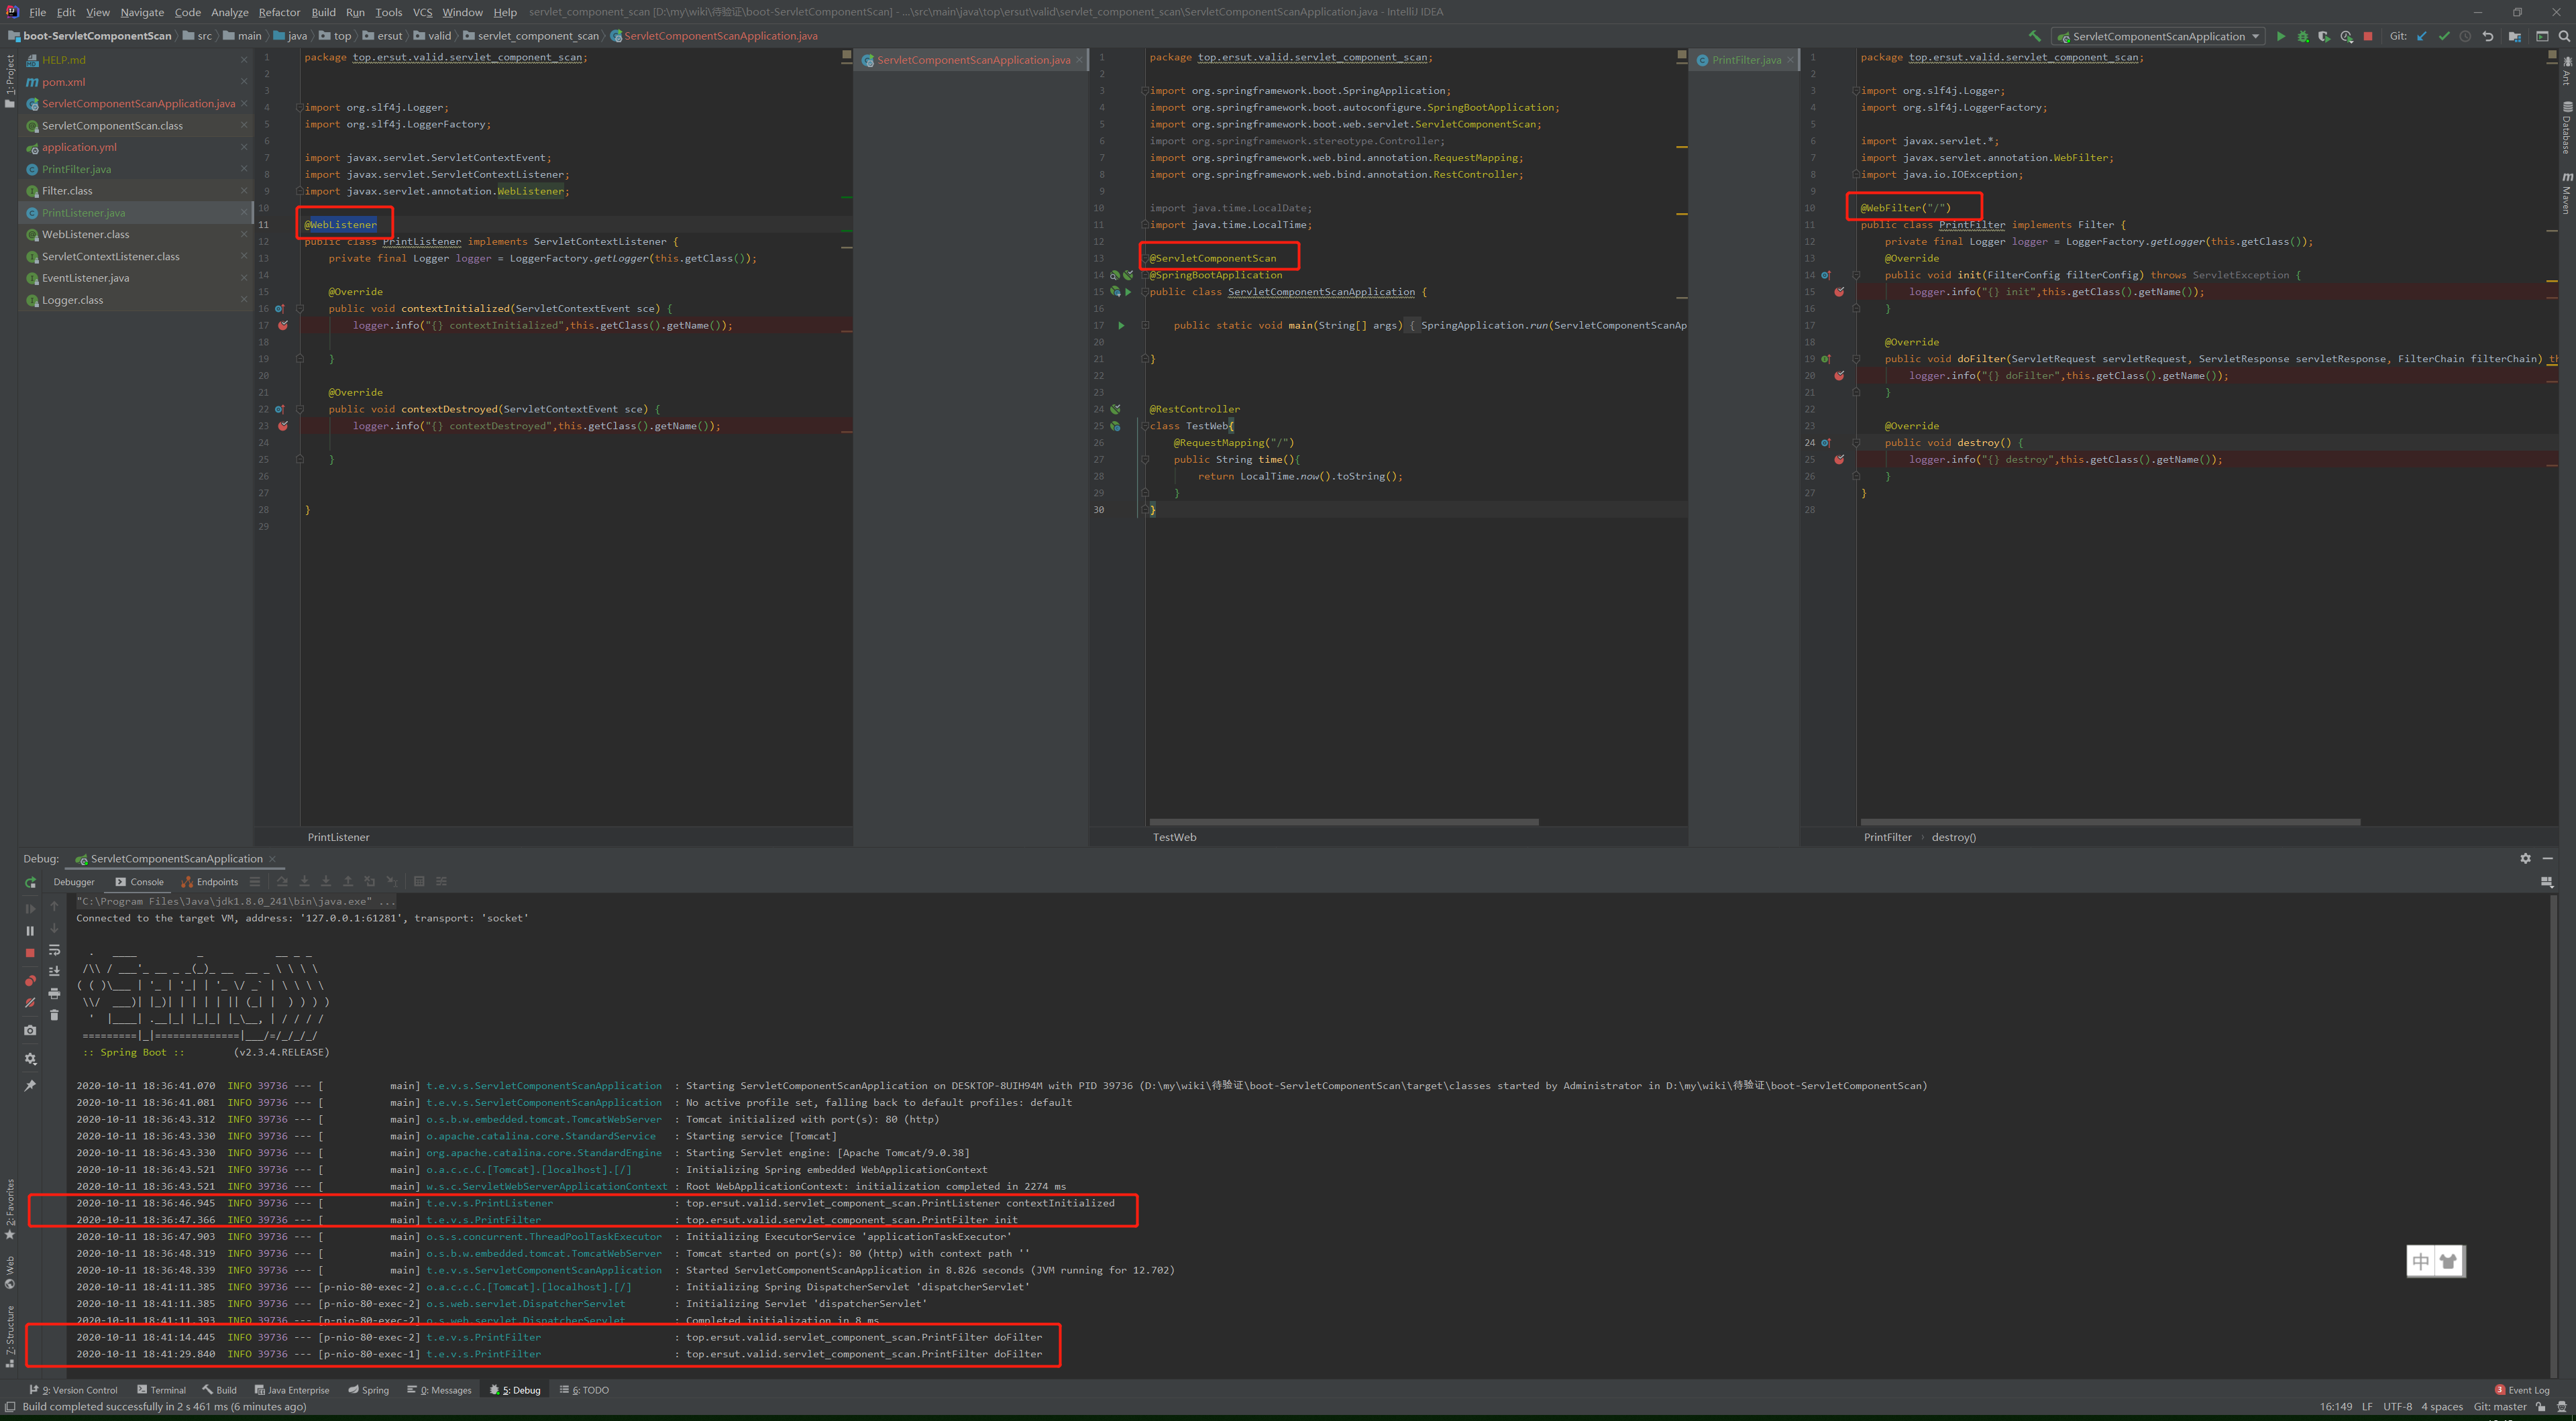 File Edit View Navigate Code Analyze Refactor Build Run Tools VCS Window Help servlet_component_scan [D:\my\wiki\待验证\boot-ServletComponentScan] - ...\src\main\java\top\ersut\valid\servlet_component_scan\ServletComponentScanApplication.java - IntelliJ IDEA
boot-ServletComponentScan src main java top ersut valid servlet_component_scan ServletComponentScanApplication.java ServletComponentScanApplication Git:
1: Project
HELP.md
pom.xml
ServletComponentScanApplication.java
ServletComponentScan.class
application.yml
PrintFilter.java
Filter.class
PrintListener.java
WebListener.class
ServletContextListener.class
EventListener.java
Logger.class
1 package top.ersut.valid.servlet_component_scan;
2
3
4 import org.slf4j.Logger;
5 import org.slf4j.LoggerFactory;
6
7 import javax.servlet.ServletContextEvent;
8 import javax.servlet.ServletContextListener;
9 import javax.servlet.annotation.WebListener;
10
11 @WebListener
12 public class PrintListener implements ServletContextListener {
13 private final Logger logger = LoggerFactory.getLogger(this.getClass());
14
15 @Override
16 public void contextInitialized(ServletContextEvent sce) {
17 logger.info("{} contextInitialized",this.getClass().getName());
18
19 }
20
21 @Override
22 public void contextDestroyed(ServletContextEvent sce) {
23 logger.info("{} contextDestroyed",this.getClass().getName());
24
25 }
26
27
28 }
29
PrintListener
ServletComponentScanApplication.java
1 package top.ersut.valid.servlet_component_scan;
2
3 import org.springframework.boot.SpringApplication;
4 import org.springframework.boot.autoconfigure.SpringBootApplication;
5 import org.springframework.boot.web.servlet.ServletComponentScan;
6 import org.springframework.stereotype.Controller;
7 import org.springframework.web.bind.annotation.RequestMapping;
8 import org.springframework.web.bind.annotation.RestController;
9
10 import java.time.LocalDate;
11 import java.time.LocalTime;
12
13 @ServletComponentScan
14 @SpringBootApplication
15 public class ServletComponentScanApplication {
16
17 public static void main(String[] args) { SpringApplication.run(ServletComponentScanAp
20
21 }
22
23
24 @RestController
25 class TestWeb{
26 @RequestMapping("/")
27 public String time(){
28 return LocalTime.now().toString();
29 }
30 }
TestWeb
PrintFilter.java
1 package top.ersut.valid.servlet_component_scan;
2
3 import org.slf4j.Logger;
4 import org.slf4j.LoggerFactory;
5
6 import javax.servlet.*;
7 import javax.servlet.annotation.WebFilter;
8 import java.io.IOException;
9
10 @WebFilter("/")
11 public class PrintFilter implements Filter {
12 private final Logger logger = LoggerFactory.getLogger(this.getClass());
13 @Override
14 public void init(FilterConfig filterConfig) throws ServletException {
15 logger.info("{} init",this.getClass().getName());
16 }
17
18 @Override
19 public void doFilter(ServletRequest servletRequest, ServletResponse servletResponse, FilterChain filterChain) th
20 logger.info("{} doFilter",this.getClass().getName());
21 }
22
23 @Override
24 public void destroy() {
25 logger.info("{} destroy",this.getClass().getName());
26 }
27 }
28
PrintFilter destroy()
Ant
Database
Maven
Debug: ServletComponentScanApplication
Debugger Console Endpoints
"C:\Program Files\Java\jdk1.8.0_241\bin\java.exe" ...
Connected to the target VM, address: '127.0.0.1:61281', transport: 'socket'
  .   ____          _            __ _ _
 /\\ / ___'_ __ _ _(_)_ __  __ _ \ \ \ \
( ( )\___ | '_ | '_| | '_ \/ _` | \ \ \ \
 \\/  ___)| |_)| | | | | || (_| |  ) ) ) )
  '  |____| .__|_| |_|_| |_\__, | / / / /
 =========|_|==============|___/=/_/_/_/
 :: Spring Boot ::        (v2.3.4.RELEASE)
2020-10-11 18:36:41.070 INFO 39736 --- [ main] t.e.v.s.ServletComponentScanApplication : Starting ServletComponentScanApplication on DESKTOP-8UIH94M with PID 39736 (D:\my\wiki\待验证\boot-ServletComponentScan\target\classes started by Administrator in D:\my\wiki\待验证\boot-ServletComponentScan)
2020-10-11 18:36:41.081 INFO 39736 --- [ main] t.e.v.s.ServletComponentScanApplication : No active profile set, falling back to default profiles: default
2020-10-11 18:36:43.312 INFO 39736 --- [ main] o.s.b.w.embedded.tomcat.TomcatWebServer : Tomcat initialized with port(s): 80 (http)
2020-10-11 18:36:43.330 INFO 39736 --- [ main] o.apache.catalina.core.StandardService : Starting service [Tomcat]
2020-10-11 18:36:43.330 INFO 39736 --- [ main] org.apache.catalina.core.StandardEngine : Starting Servlet engine: [Apache Tomcat/9.0.38]
2020-10-11 18:36:43.521 INFO 39736 --- [ main] o.a.c.c.C.[Tomcat].[localhost].[/] : Initializing Spring embedded WebApplicationContext
2020-10-11 18:36:43.521 INFO 39736 --- [ main] w.s.c.ServletWebServerApplicationContext : Root WebApplicationContext: initialization completed in 2274 ms
2020-10-11 18:36:46.945 INFO 39736 --- [ main] t.e.v.s.PrintListener : top.ersut.valid.servlet_component_scan.PrintListener contextInitialized
2020-10-11 18:36:47.366 INFO 39736 --- [ main] t.e.v.s.PrintFilter : top.ersut.valid.servlet_component_scan.PrintFilter init
2020-10-11 18:36:47.903 INFO 39736 --- [ main] o.s.s.concurrent.ThreadPoolTaskExecutor : Initializing ExecutorService 'applicationTaskExecutor'
2020-10-11 18:36:48.319 INFO 39736 --- [ main] o.s.b.w.embedded.tomcat.TomcatWebServer : Tomcat started on port(s): 80 (http) with context path ''
2020-10-11 18:36:48.339 INFO 39736 --- [ main] t.e.v.s.ServletComponentScanApplication : Started ServletComponentScanApplication in 8.826 seconds (JVM running for 12.702)
2020-10-11 18:41:11.385 INFO 39736 --- [p-nio-80-exec-2] o.a.c.c.C.[Tomcat].[localhost].[/] : Initializing Spring DispatcherServlet 'dispatcherServlet'
2020-10-11 18:41:11.385 INFO 39736 --- [p-nio-80-exec-2] o.s.web.servlet.DispatcherServlet : Initializing Servlet 'dispatcherServlet'
2020-10-11 18:41:11.393 INFO 39736 --- [p-nio-80-exec-2] o.s.web.servlet.DispatcherServlet : Completed initialization in 8 ms
2020-10-11 18:41:14.445 INFO 39736 --- [p-nio-80-exec-2] t.e.v.s.PrintFilter : top.ersut.valid.servlet_component_scan.PrintFilter doFilter
2020-10-11 18:41:29.840 INFO 39736 --- [p-nio-80-exec-1] t.e.v.s.PrintFilter : top.ersut.valid.servlet_component_scan.PrintFilter doFilter
中
2: Favorites
Web
Z: Structure
9: Version Control Terminal Build Java Enterprise Spring 0: Messages 5: Debug 6: TODO 3 Event Log
Build completed successfully in 2 s 461 ms (6 minutes ago) 16:149 LF UTF-8 4 spaces Git: master